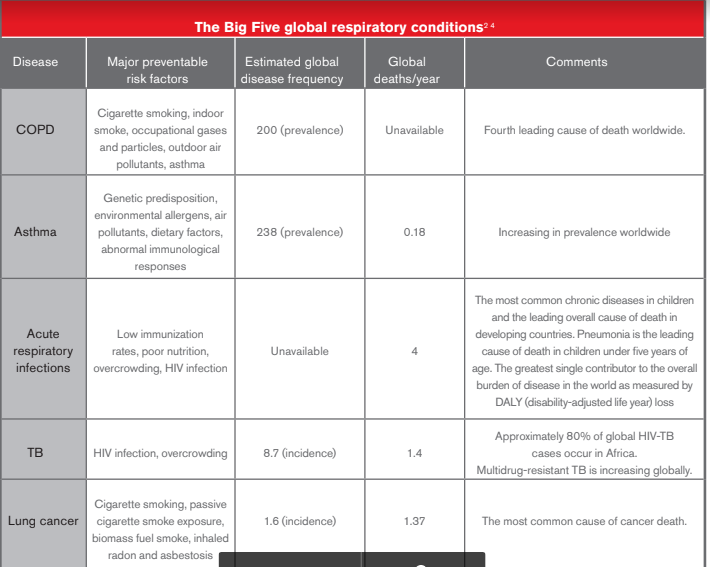 The Big Five global respiratory conditions2 4
Disease
Major preventable
risk factors
Estimated global
disease frequency
Global
deaths/year
Comments
COPD
Cigarette smoking, indoor
smoke, occupational gases
and particles, outdoor air
pollutants, asthma
200 (prevalence)
Unavailable
Fourth leading cause of death worldwide.
Asthma
Genetic predisposition,
environmental allergens, air
pollutants, dietary factors,
abnormal immunological
responses
238 (prevalence)
0.18
Increasing in prevalence worldwide
Acute
respiratory
infections
Low immunization
rates, poor nutrition,
overcrowding, HIV infection
Unavailable
4
The most common chronic diseases in children
and the leading overall cause of death in
developing countries. Pneumonia is the leading
cause of death in children under five years of
age. The greatest single contributor to the overall
burden of disease in the world as measured by
DALY (disability-adjusted life year) loss
TB
HIV infection, overcrowding
8.7 (incidence)
1.4
Approximately 80% of global HIV-TB
cases occur in Africa.
Multidrug-resistant TB is increasing globally.
Lung cancer
Cigarette smoking, passive
cigarette smoke exposure,
biomass fuel smoke, inhaled
radon and asbestosis
1.6 (incidence)
1.37
The most common cause of cancer death.